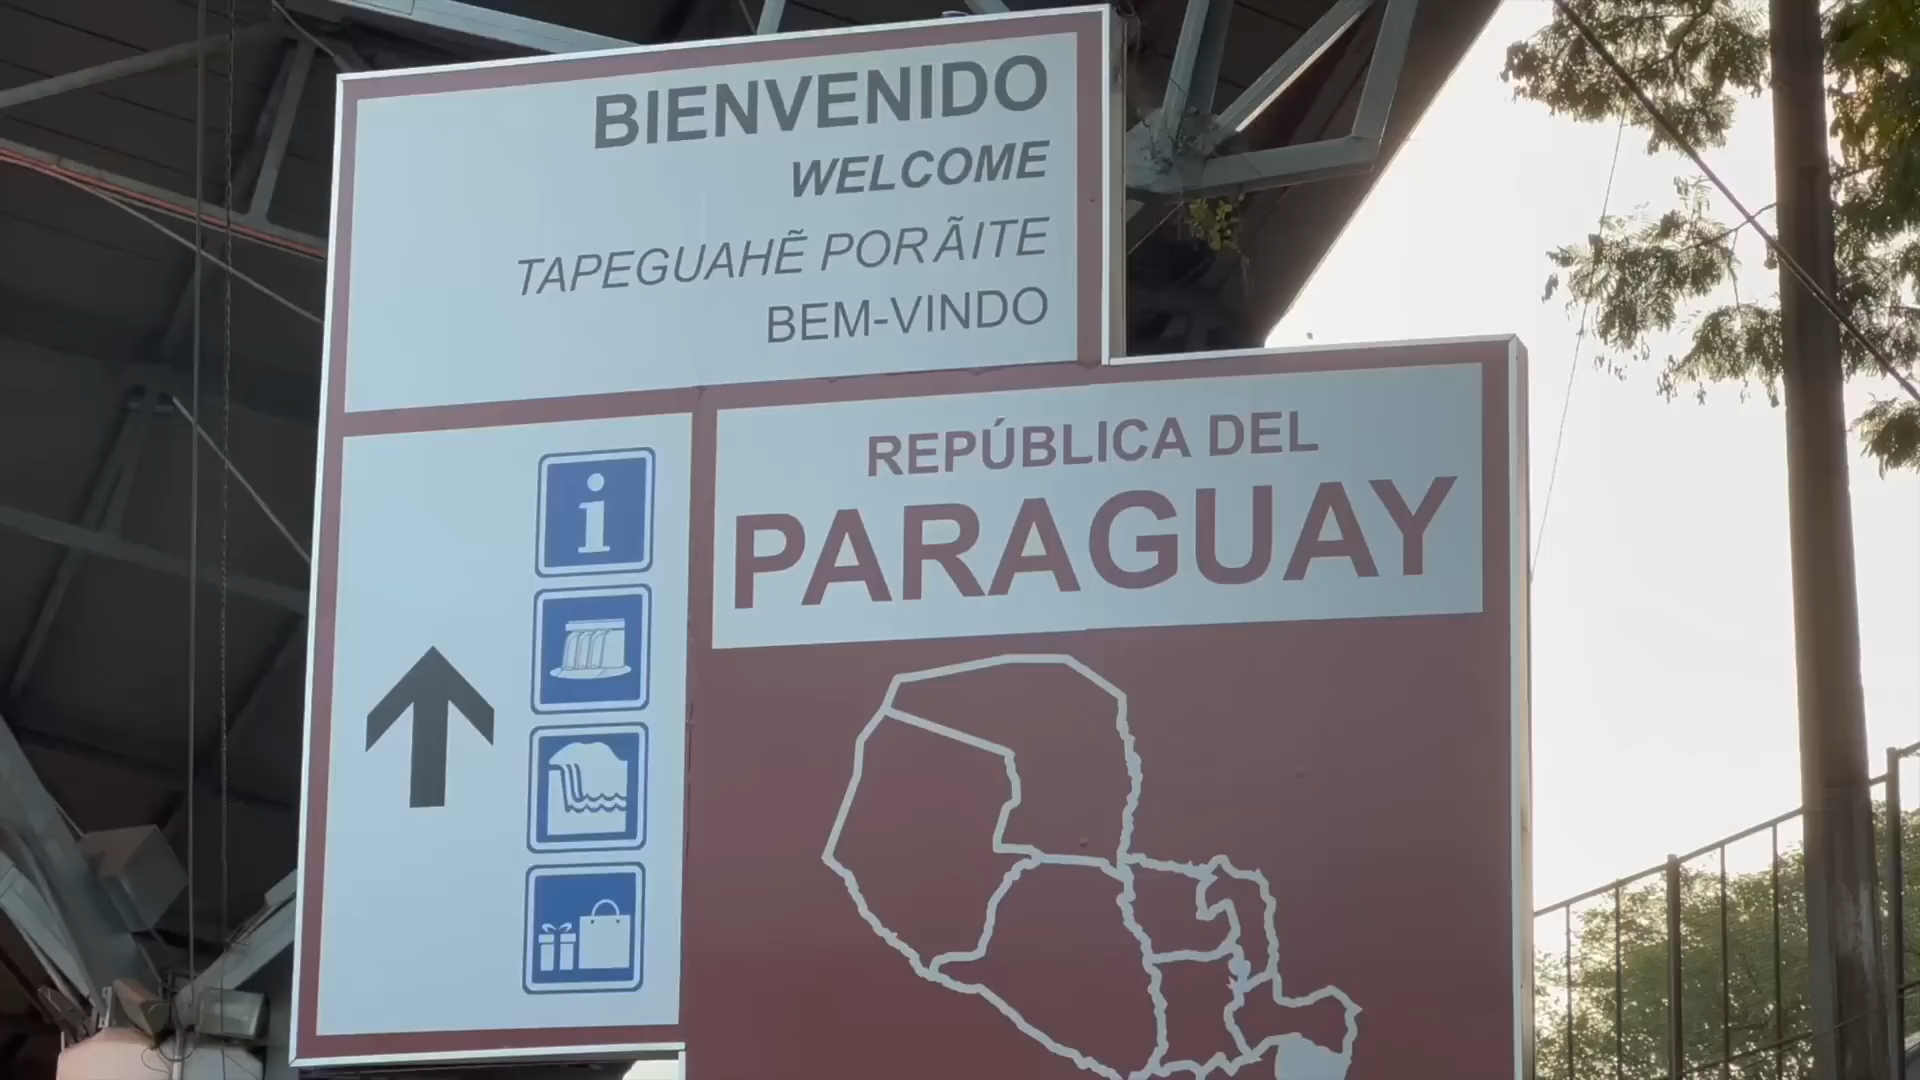 BIENVENIDO
WELCOME
TAPEGUAHẼ PORÃITE
BEM-VINDO
i
REPÚBLICA DEL
PARAGUAY